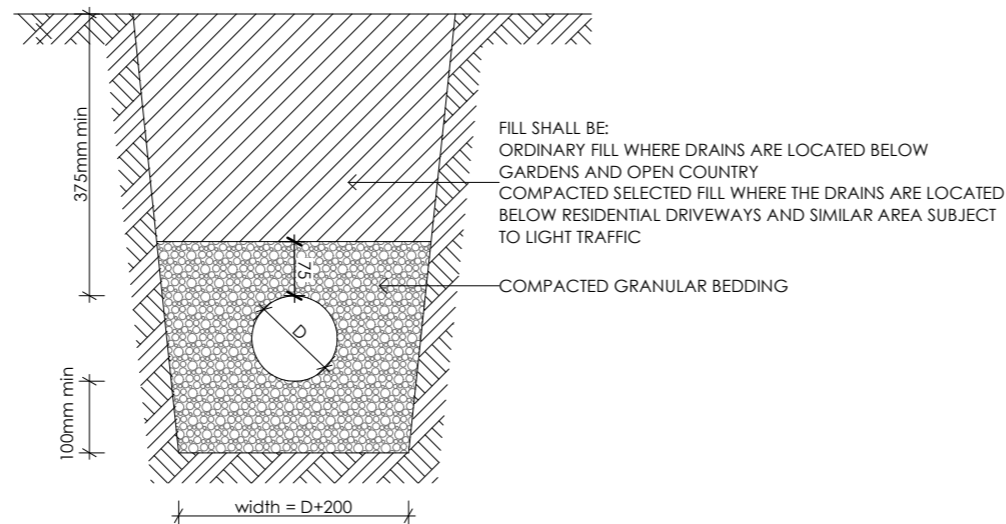 375mm min
FILL SHALL BE:
ORDINARY FILL WHERE DRAINS ARE LOCATED BELOW
GARDENS AND OPEN COUNTRY
COMPACTED SELECTED FILL WHERE THE DRAINS ARE LOCATED
BELOW RESIDENTIAL DRIVEWAYS AND SIMILAR AREA SUBJECT
TO LIGHT TRAFFIC
75
COMPACTED GRANULAR BEDDING
D
100mm min
width = D+200